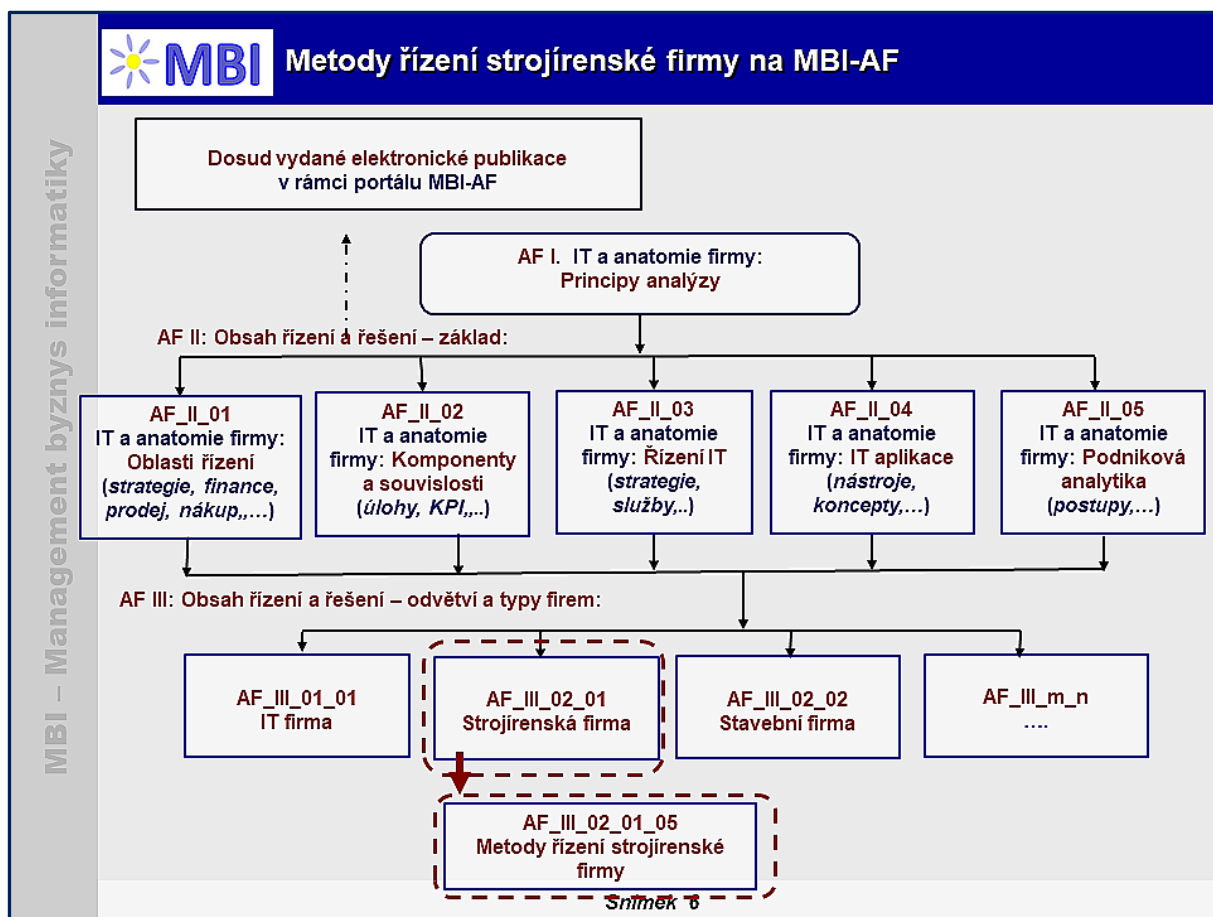 MBI
Metody řízení strojírenské firmy na MBI-AF
MBI – Management byznys informatiky
Dosud vydané elektronické publikace
v rámci portálu MBI-AF
AF I. IT a anatomie firmy:
Principy analýzy
AF II: Obsah řízení a řešení – základ:
AF_II_01
IT a anatomie firmy:
Oblasti řízení
(strategie, finance,
prodej, nákup,,…)
AF_II_02
IT a anatomie
firmy: Komponenty
a souvislosti
(úlohy, KPI,,..)
AF_II_03
IT a anatomie
firmy: Řízení IT
(strategie,
služby,..)
AF_II_04
IT a anatomie
firmy: IT aplikace
(nástroje,
koncepty,…)
AF_II_05
IT a anatomie
firmy: Podniková
analytika
(postupy,…)
AF III: Obsah řízení a řešení – odvětví a typy firem:
AF_III_01_01
IT firma
AF_III_02_01
Strojírenská firma
AF_III_02_02
Stavební firma
AF_III_m_n
….
AF_III_02_01_05
Metody řízení strojírenské
firmy
Snímek 6